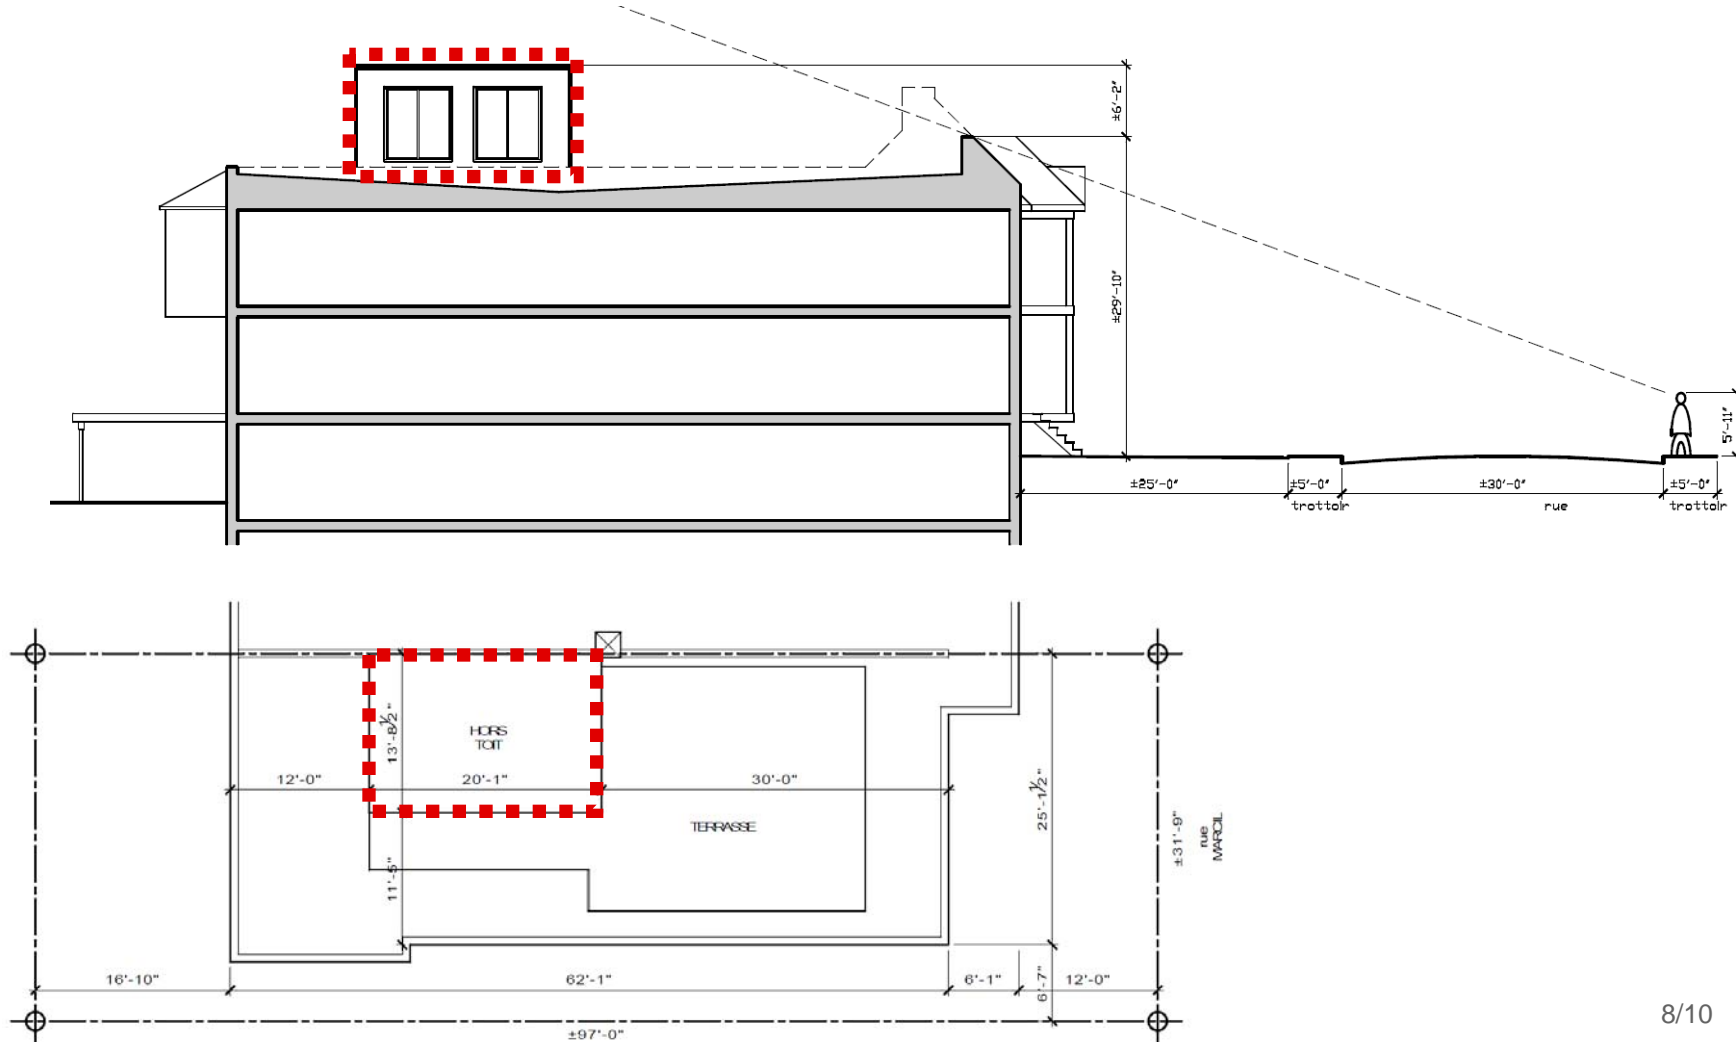 ±6'-2"
±29'-10"
5'-11"
±25'-0"
±5'-0"
±30'-0"
±5'-0"
trottoir
rue
trottoir
13'-8½"
HORS
TOIT
12'-0"
20'-1"
30'-0"
TERRASSE
25'-1½"
±31'-9"
rue
MARCIL
11'-5"
16'-10"
62'-1"
6'-1"
6'-7"
12'-0"
±97'-0"
8/10